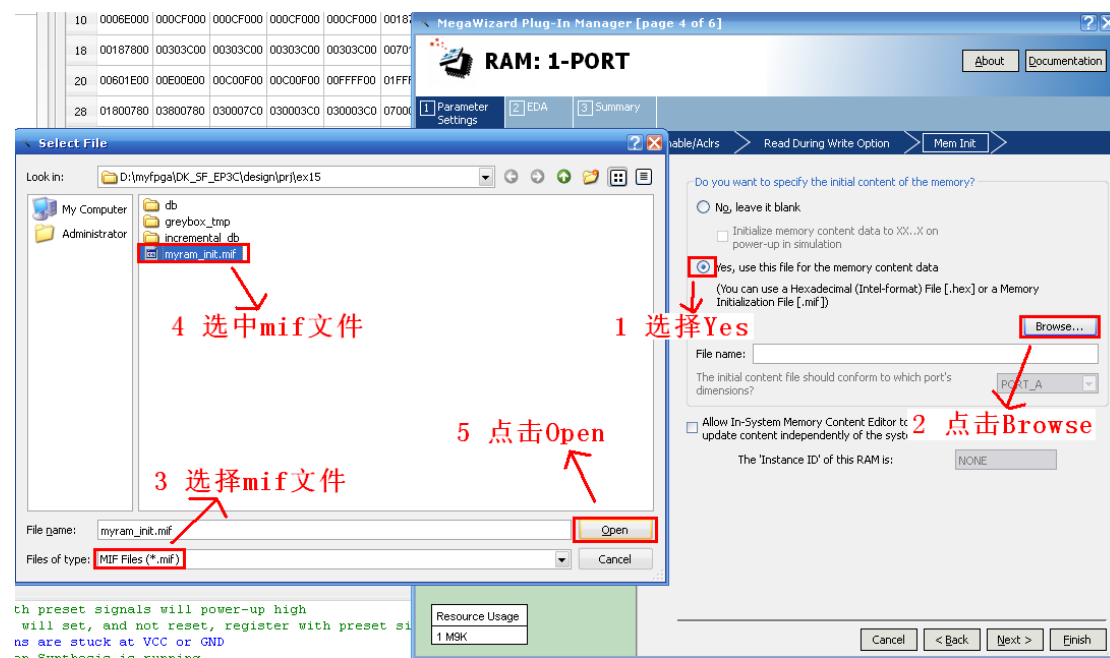 10 0006E000 000CF000 000CF000 000CF000 000CF000
18 00187800 00303C00 00303C00 00303C00 00303C00
20 00601E00 00E00E00 00C00F00 00C00F00 00FFFF00
28 01800780 03800780 030007C0 030003C0 030003C0
MegaWizard Plug-In Manager [page 4 of 6]
RAM: 1-PORT
About Documentation
1 Parameter Settings 2 EDA 3 Summary
able/Aclrs Read During Write Option Mem Init
Select File
Look in: D:\myfpga\DK_SF_EP3C\design\prj\ex15
My Computer
Administrator
db
greybox_tmp
incremental_db
myram_init.mif
4 选中mif文件
5 点击Open
3 选择mif文件
File name: myram_init.mif Open
Files of type: MIF Files (*.mif) Cancel
Do you want to specify the initial content of the memory?
No, leave it blank
Initialize memory content data to XX..X on
power-up in simulation
Yes, use this file for the memory content data
(You can use a Hexadecimal (Intel-format) File [.hex] or a Memory
Initialization File [.mif])
1 选择Yes
Browse...
File name:
The initial content file should conform to which port's
dimensions?
PORT_A
2 点击Browse
Allow In-System Memory Content Editor to
update content independently of the syste
The 'Instance ID' of this RAM is: NONE
th preset signals will power-up high
will set, and not reset, register with preset si
ns are stuck at VCC or GND
on Synthesis is running
Resource Usage
1 M9K
Cancel < Back Next > Finish